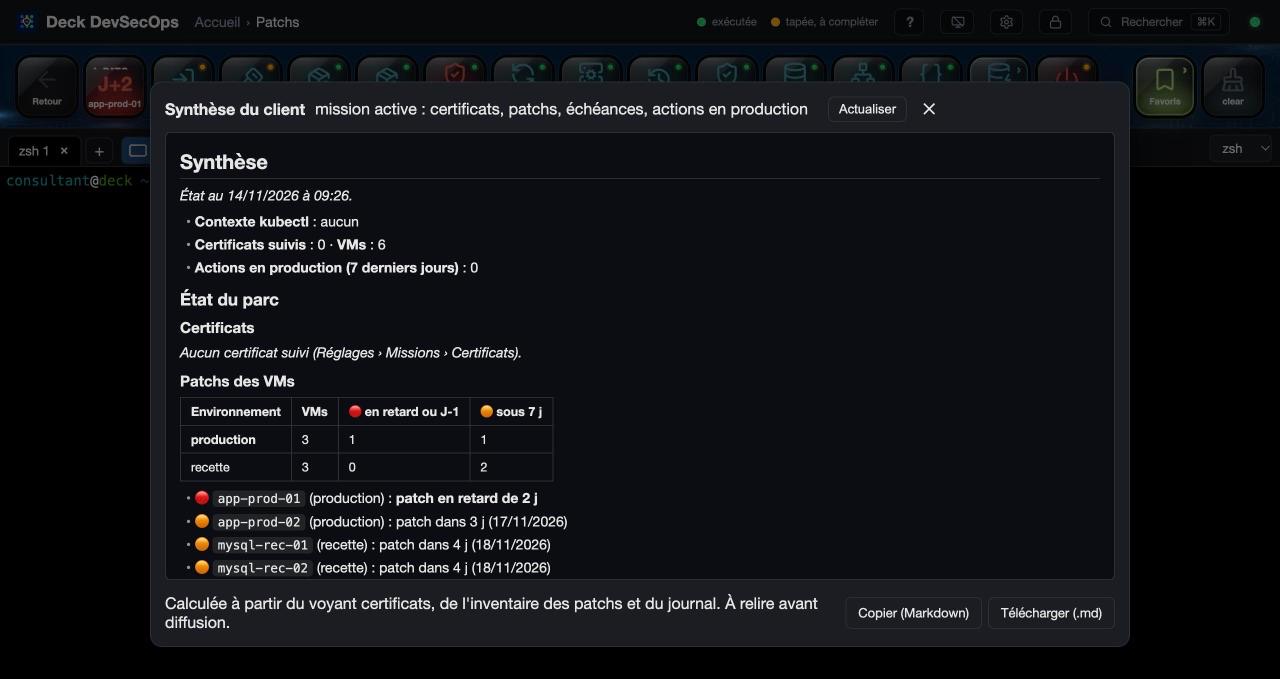 Deck DevSecOps Accueil › Patchs
exécutée tapée, à compléter ? Rechercher ⌘K
Retour
J+2
app-prod-01
Favoris
clear
zsh 1 × + zsh
consultant@deck ~
Synthèse du client mission active : certificats, patchs, échéances, actions en production Actualiser ×
Synthèse
État au 14/11/2026 à 09:26.
• Contexte kubectl : aucun
• Certificats suivis : 0 · VMs : 6
• Actions en production (7 derniers jours) : 0
État du parc
Certificats
Aucun certificat suivi (Réglages › Missions › Certificats).
Patchs des VMs
Environnement VMs 🔴 en retard ou J-1 🟠 sous 7 j
production 3 1 1
recette 3 0 2
• 🔴 app-prod-01 (production) : patch en retard de 2 j
• 🟠 app-prod-02 (production) : patch dans 3 j (17/11/2026)
• 🟠 mysql-rec-01 (recette) : patch dans 4 j (18/11/2026)
• 🟠 mysql-rec-02 (recette) : patch dans 4 j (18/11/2026)
Calculée à partir du voyant certificats, de l'inventaire des patchs et du journal. À relire avant
diffusion.
Copier (Markdown) Télécharger (.md)